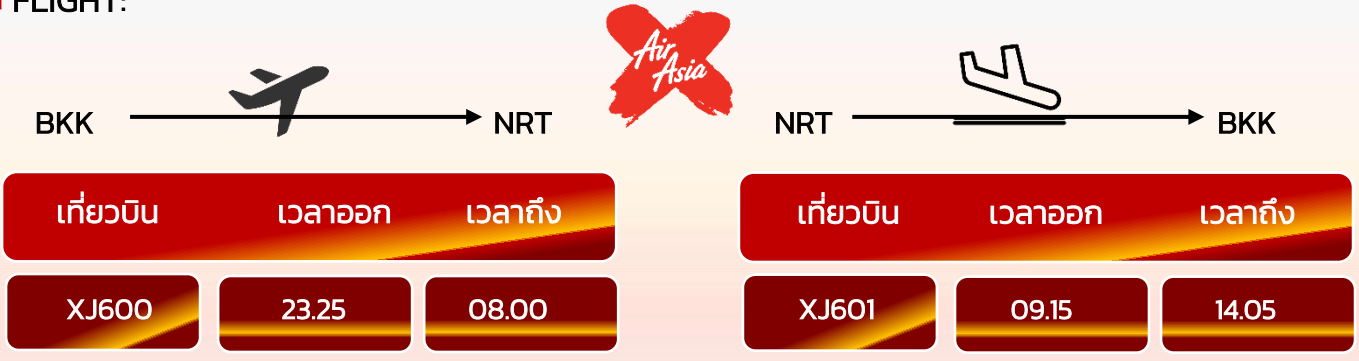 FLIGHT:
Air Asia
BKK NRT
NRT BKK
เที่ยวบิน เวลาออก เวลาถึง
XJ600 23.25 08.00
เที่ยวบิน เวลาออก เวลาถึง
XJ601 09.15 14.05